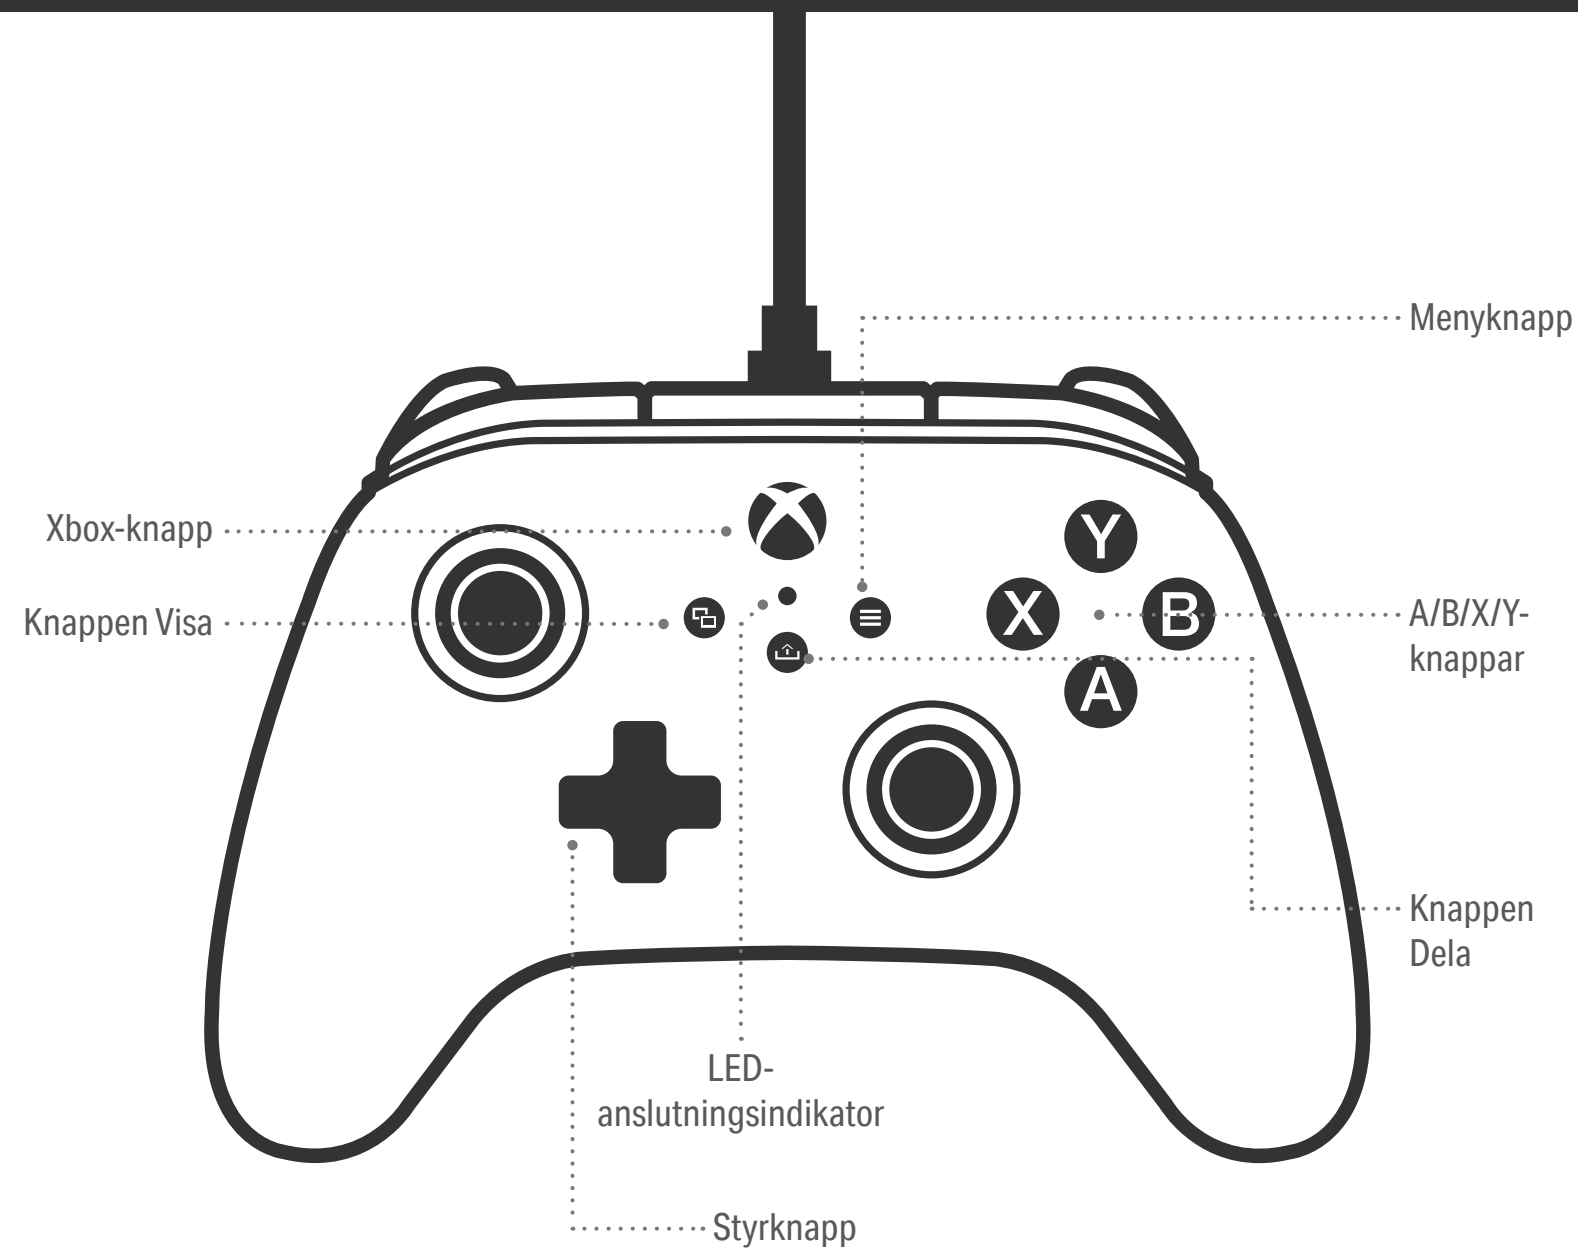 Menyknapp
Xbox-knapp
Y
Knappen Visa
X
B
A/B/X/Y-
knappar
A
Knappen
Dela
LED-
anslutningsindikator
Styrknapp